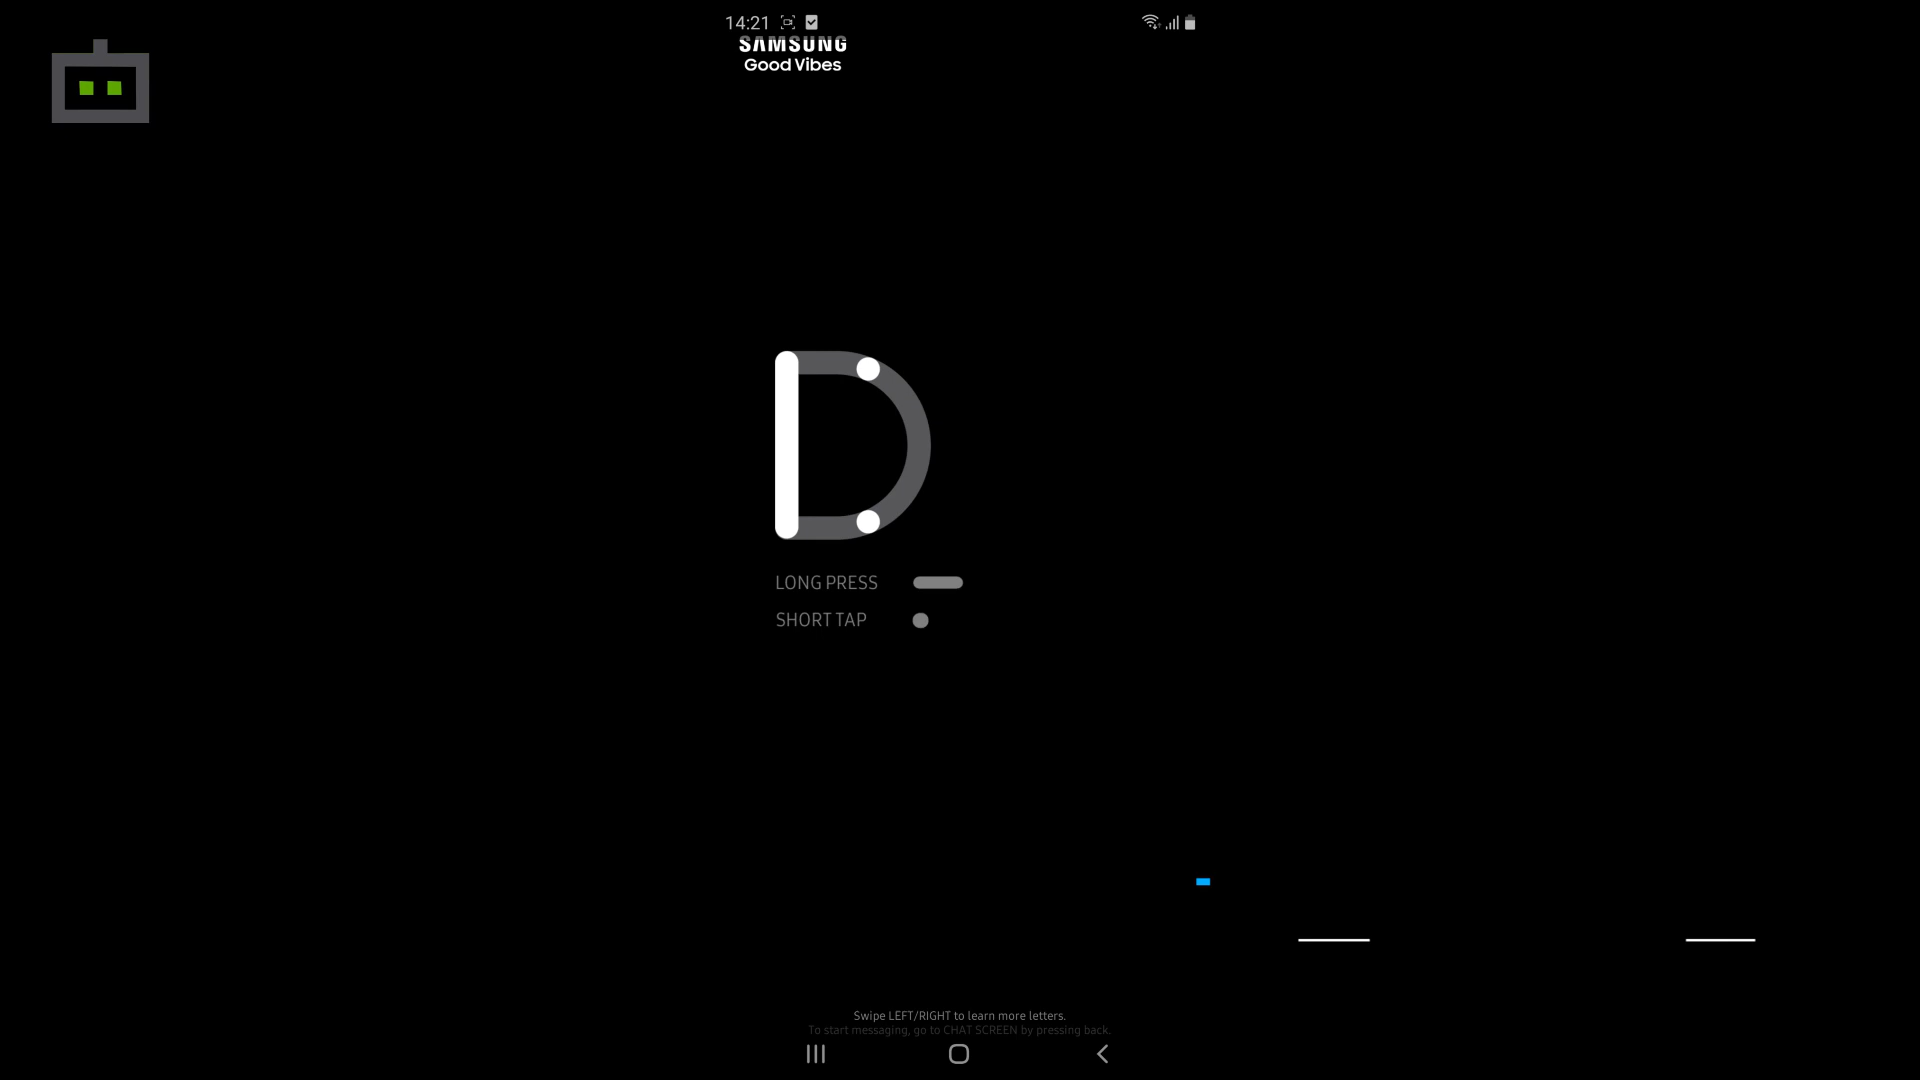 14:21
SAMSUNG
Good Vibes
D
LONG PRESS
SHORT TAP
Swipe LEFT/RIGHT to learn more letters.
To start messaging, go to CHAT SCREEN by pressing back.